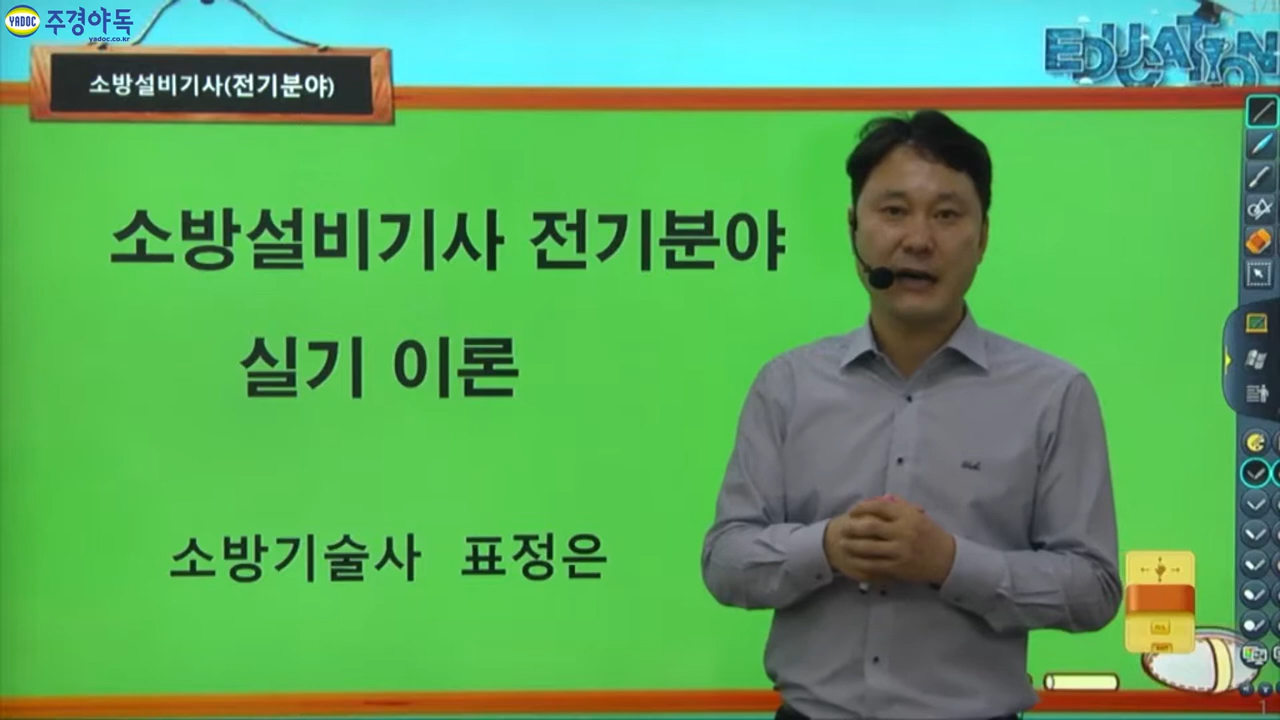 YADOC 주경야독
yadoc.co.kr
EDUCATION
소방설비기사(전기분야)
소방설비기사 전기분야
실기 이론
소방기술사 표정은